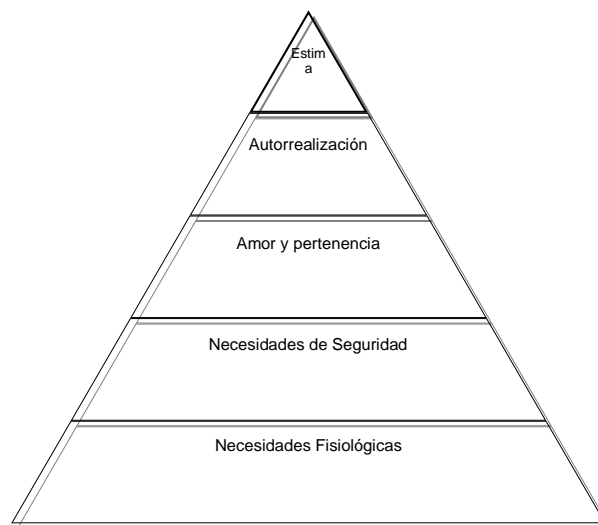 Estim
a
Autorrealización
Amor y pertenencia
Necesidades de Seguridad
Necesidades Fisiológicas